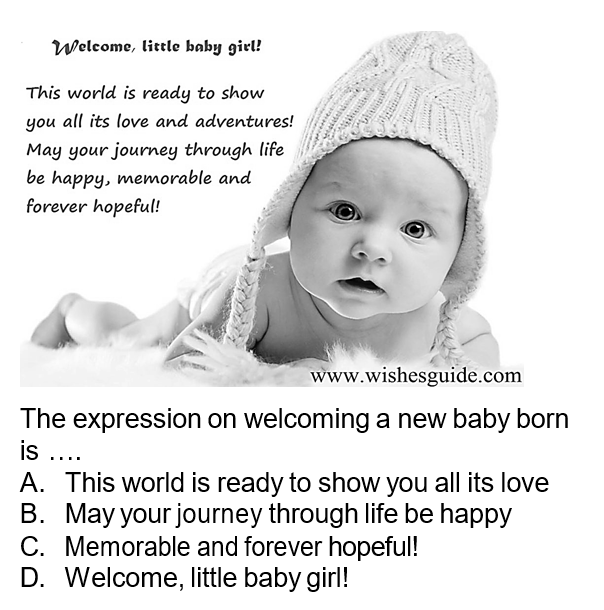 Welcome, little baby girl!
This world is ready to show
you all its love and adventures!
May your journey through life
be happy, memorable and
forever hopeful!
www.wishesguide.com
The expression on welcoming a new baby born
is ….
A. This world is ready to show you all its love
B. May your journey through life be happy
C. Memorable and forever hopeful!
D. Welcome, little baby girl!